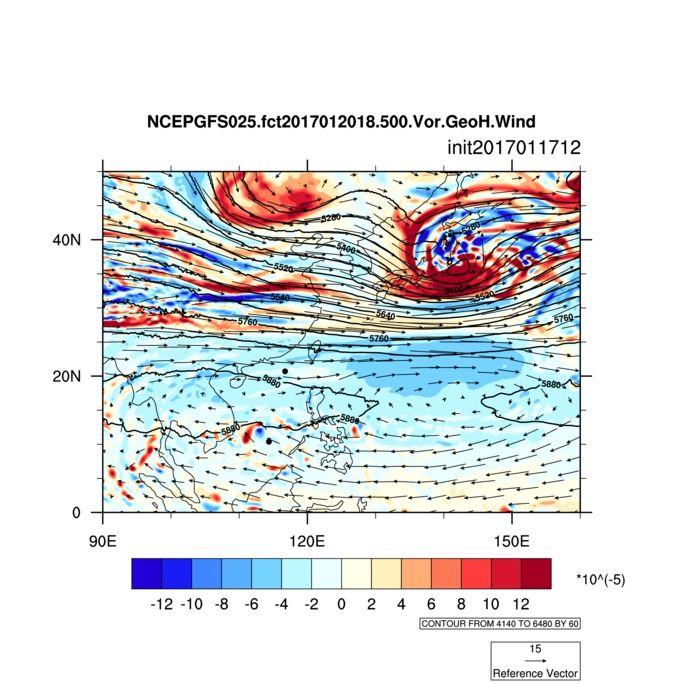 NCEPGFS025.fct2017012018.500.Vor.GeoH.Wind
init2017011712
5280
5280
5400
40N
5520
5400
5520
5640
5640
5760
5760
5760
20N
5880
5880
5880
5880
0
90E 120E 150E
*10^(-5)
-12 -10 -8 -6 -4 -2 0 2 4 6 8 10 12
CONTOUR FROM 4140 TO 6480 BY 60
15
Reference Vector